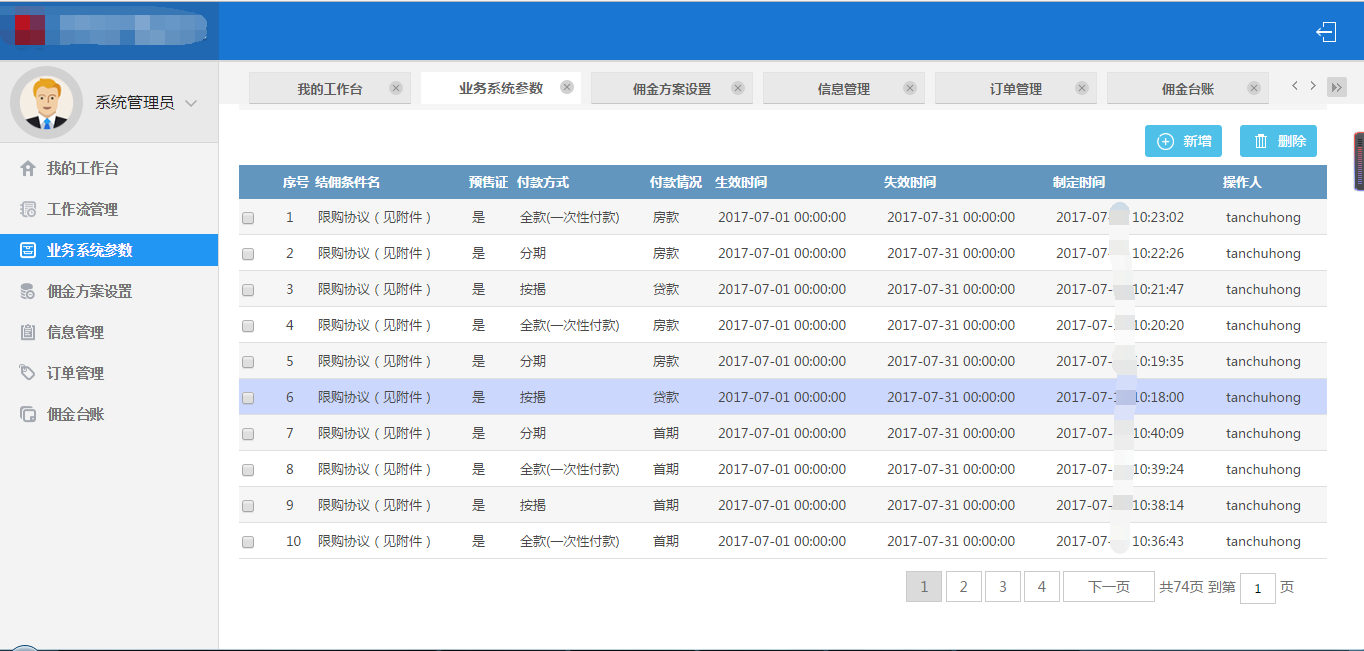 系统管理员
我的工作台
工作流管理
业务系统参数
佣金方案设置
信息管理
订单管理
佣金台账
我的工作台 业务系统参数 佣金方案设置 信息管理 订单管理 佣金台账
新增 删除
序号 结佣条件名 预售证 付款方式 付款情况 生效时间 失效时间 制定时间 操作人
1 限购协议（见附件） 是 全款(一次性付款) 房款 2017-07-01 00:00:00 2017-07-31 00:00:00 2017-07- 10:23:02 tanchuhong
2 限购协议（见附件） 是 分期 房款 2017-07-01 00:00:00 2017-07-31 00:00:00 2017-07- 10:22:26 tanchuhong
3 限购协议（见附件） 是 按揭 贷款 2017-07-01 00:00:00 2017-07-31 00:00:00 2017-07- 10:21:47 tanchuhong
4 限购协议（见附件） 是 全款(一次性付款) 房款 2017-07-01 00:00:00 2017-07-31 00:00:00 2017-07- 10:20:20 tanchuhong
5 限购协议（见附件） 是 分期 房款 2017-07-01 00:00:00 2017-07-31 00:00:00 2017-07- 10:19:35 tanchuhong
6 限购协议（见附件） 是 按揭 贷款 2017-07-01 00:00:00 2017-07-31 00:00:00 2017-07- 10:18:00 tanchuhong
7 限购协议（见附件） 是 分期 首期 2017-07-01 00:00:00 2017-07-31 00:00:00 2017-07- 10:40:09 tanchuhong
8 限购协议（见附件） 是 全款(一次性付款) 首期 2017-07-01 00:00:00 2017-07-31 00:00:00 2017-07- 10:39:24 tanchuhong
9 限购协议（见附件） 是 按揭 首期 2017-07-01 00:00:00 2017-07-31 00:00:00 2017-07- 10:38:14 tanchuhong
10 限购协议（见附件） 是 全款(一次性付款) 首期 2017-07-01 00:00:00 2017-07-31 00:00:00 2017-07- 10:36:43 tanchuhong
1 2 3 4 下一页 共74页 到第 1 页